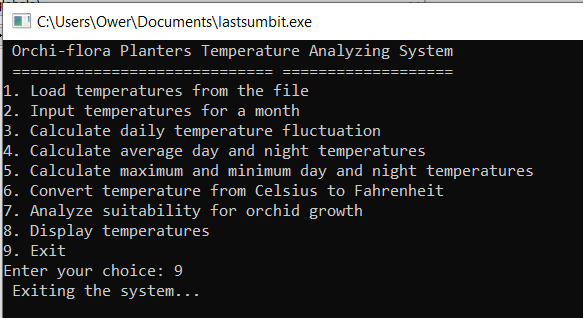 C:\Users\Ower\Documents\lastsumbit.exe
Orchi-flora Planters Temperature Analyzing System
============================= ===================
1. Load temperatures from the file
2. Input temperatures for a month
3. Calculate daily temperature fluctuation
4. Calculate average day and night temperatures
5. Calculate maximum and minimum day and night temperatures
6. Convert temperature from Celsius to Fahrenheit
7. Analyze suitability for orchid growth
8. Display temperatures
9. Exit
Enter your choice: 9
Exiting the system...